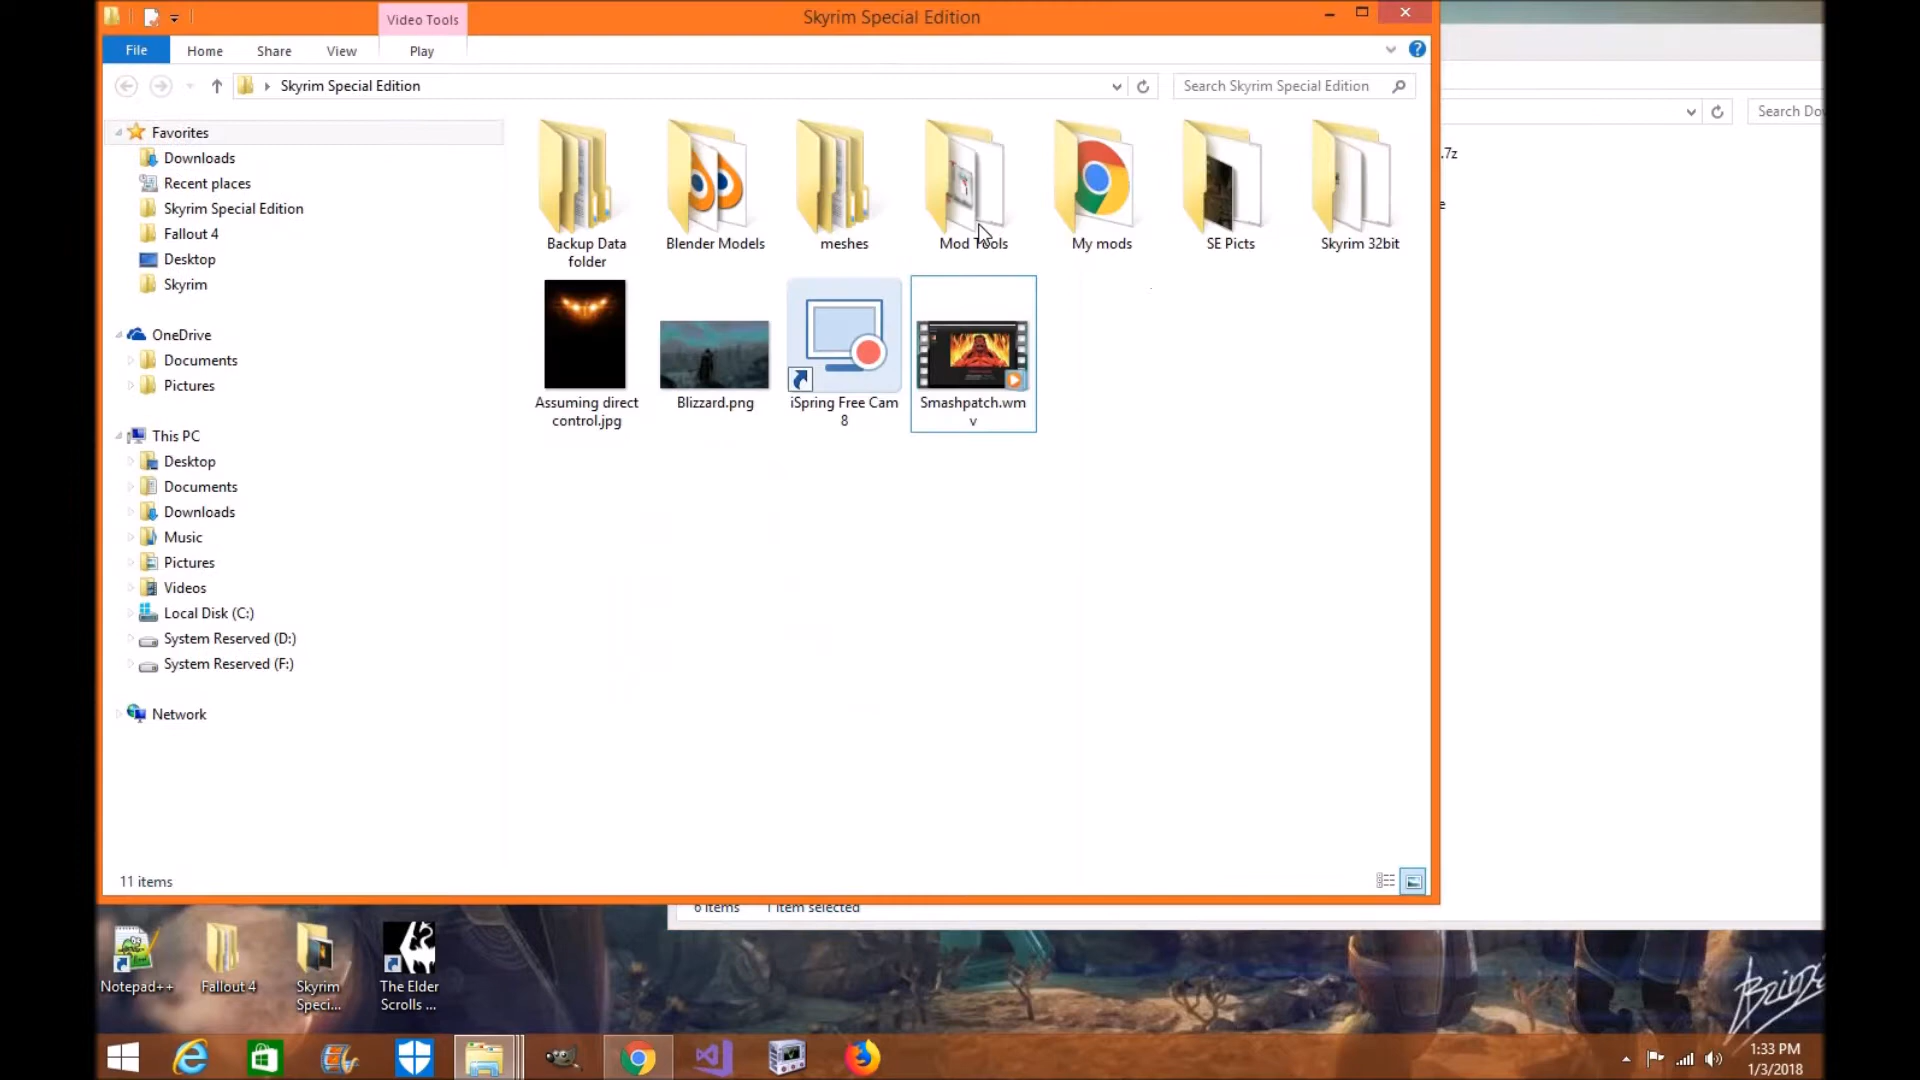 Video Tools
Skyrim Special Edition
File
Home
Share
View
Play
Skyrim Special Edition
Search Skyrim Special Edition
Search Dov
.7z
e
Favorites
Downloads
Recent places
Skyrim Special Edition
Fallout 4
Desktop
Skyrim
OneDrive
Documents
Pictures
This PC
Desktop
Documents
Downloads
Music
Pictures
Videos
Local Disk (C:)
System Reserved (D:)
System Reserved (F:)
Network
Backup Data
folder
Blender Models
meshes
Mod Tools
My mods
SE Picts
Skyrim 32bit
Assuming direct
control.jpg
Blizzard.png
iSpring Free Cam
8
Smashpatch.wm
v
11 items
6 items
1 item selected
Notepad++
Fallout 4
Skyrim
Speci...
The Elder
Scrolls ...
1:33 PM
1/3/2018